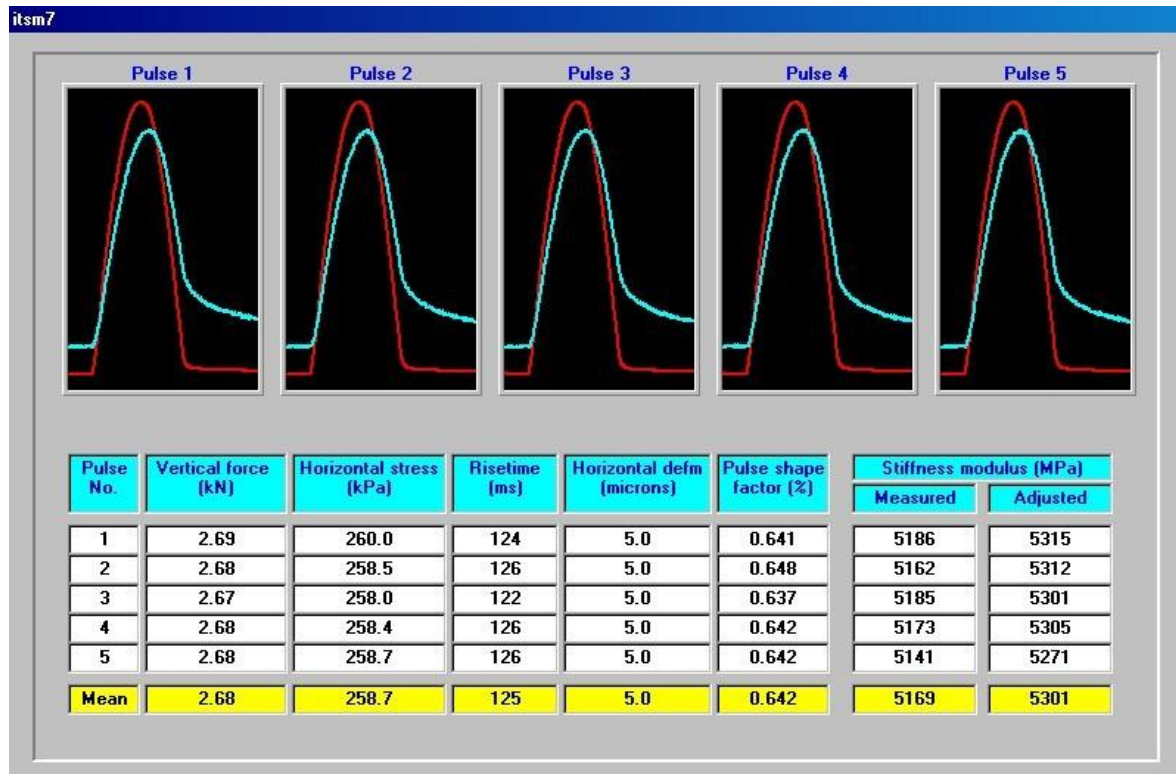 itsm7
Pulse 1 Pulse 2 Pulse 3 Pulse 4 Pulse 5
Pulse No. Vertical force (kN) Horizontal stress (kPa) Risetime (ms) Horizontal defm (microns) Pulse shape factor (%) Stiffness modulus (MPa)
Measured Adjusted
1 2.69 260.0 124 5.0 0.641 5186 5315
2 2.68 258.5 126 5.0 0.648 5162 5312
3 2.67 258.0 122 5.0 0.637 5185 5301
4 2.68 258.4 126 5.0 0.642 5173 5305
5 2.68 258.7 126 5.0 0.642 5141 5271
Mean 2.68 258.7 125 5.0 0.642 5169 5301